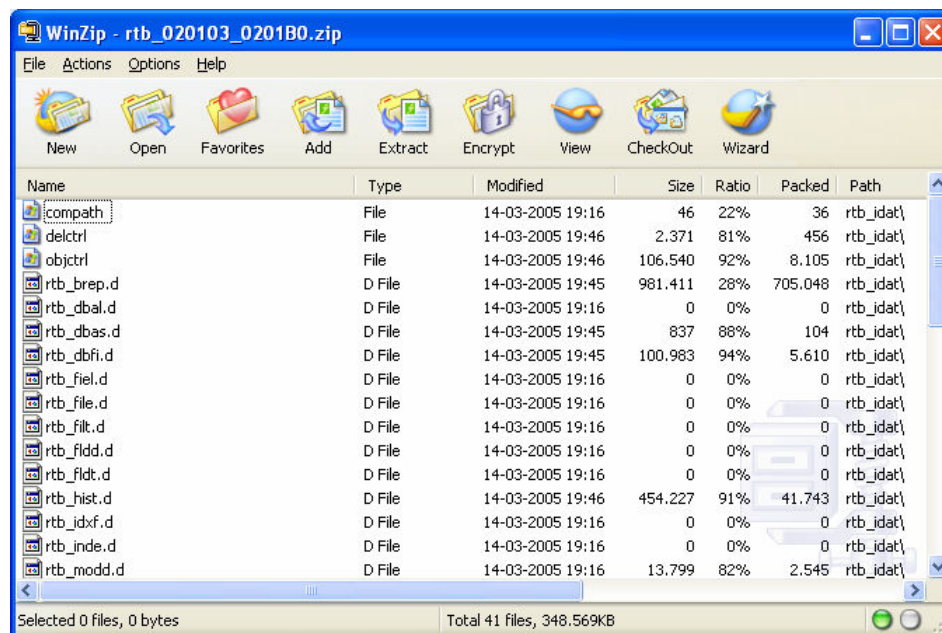 WinZip - rtb_020103_0201B0.zip
File Actions Options Help
New Open Favorites Add Extract Encrypt View CheckOut Wizard
Name Type Modified Size Ratio Packed Path
compath File 14-03-2005 19:16 46 22% 36 rtb_idat\
delctrl File 14-03-2005 19:46 2.371 81% 456 rtb_idat\
objctrl File 14-03-2005 19:46 106.540 92% 8.105 rtb_idat\
rtb_brep.d D File 14-03-2005 19:45 981.411 28% 705.048 rtb_idat\
rtb_dbal.d D File 14-03-2005 19:16 0 0% 0 rtb_idat\
rtb_dbas.d D File 14-03-2005 19:45 837 88% 104 rtb_idat\
rtb_dbfi.d D File 14-03-2005 19:45 100.983 94% 5.610 rtb_idat\
rtb_fiel.d D File 14-03-2005 19:16 0 0% 0 rtb_idat\
rtb_file.d D File 14-03-2005 19:16 0 0% 0 rtb_idat\
rtb_filt.d D File 14-03-2005 19:16 0 0% 0 rtb_idat\
rtb_fldd.d D File 14-03-2005 19:16 0 0% 0 rtb_idat\
rtb_fldt.d D File 14-03-2005 19:16 0 0% 0 rtb_idat\
rtb_hist.d D File 14-03-2005 19:46 454.227 91% 41.743 rtb_idat\
rtb_idxf.d D File 14-03-2005 19:16 0 0% 0 rtb_idat\
rtb_inde.d D File 14-03-2005 19:16 0 0% 0 rtb_idat\
rtb_modd.d D File 14-03-2005 19:16 13.799 82% 2.545 rtb_idat\
Selected 0 files, 0 bytes Total 41 files, 348.569KB